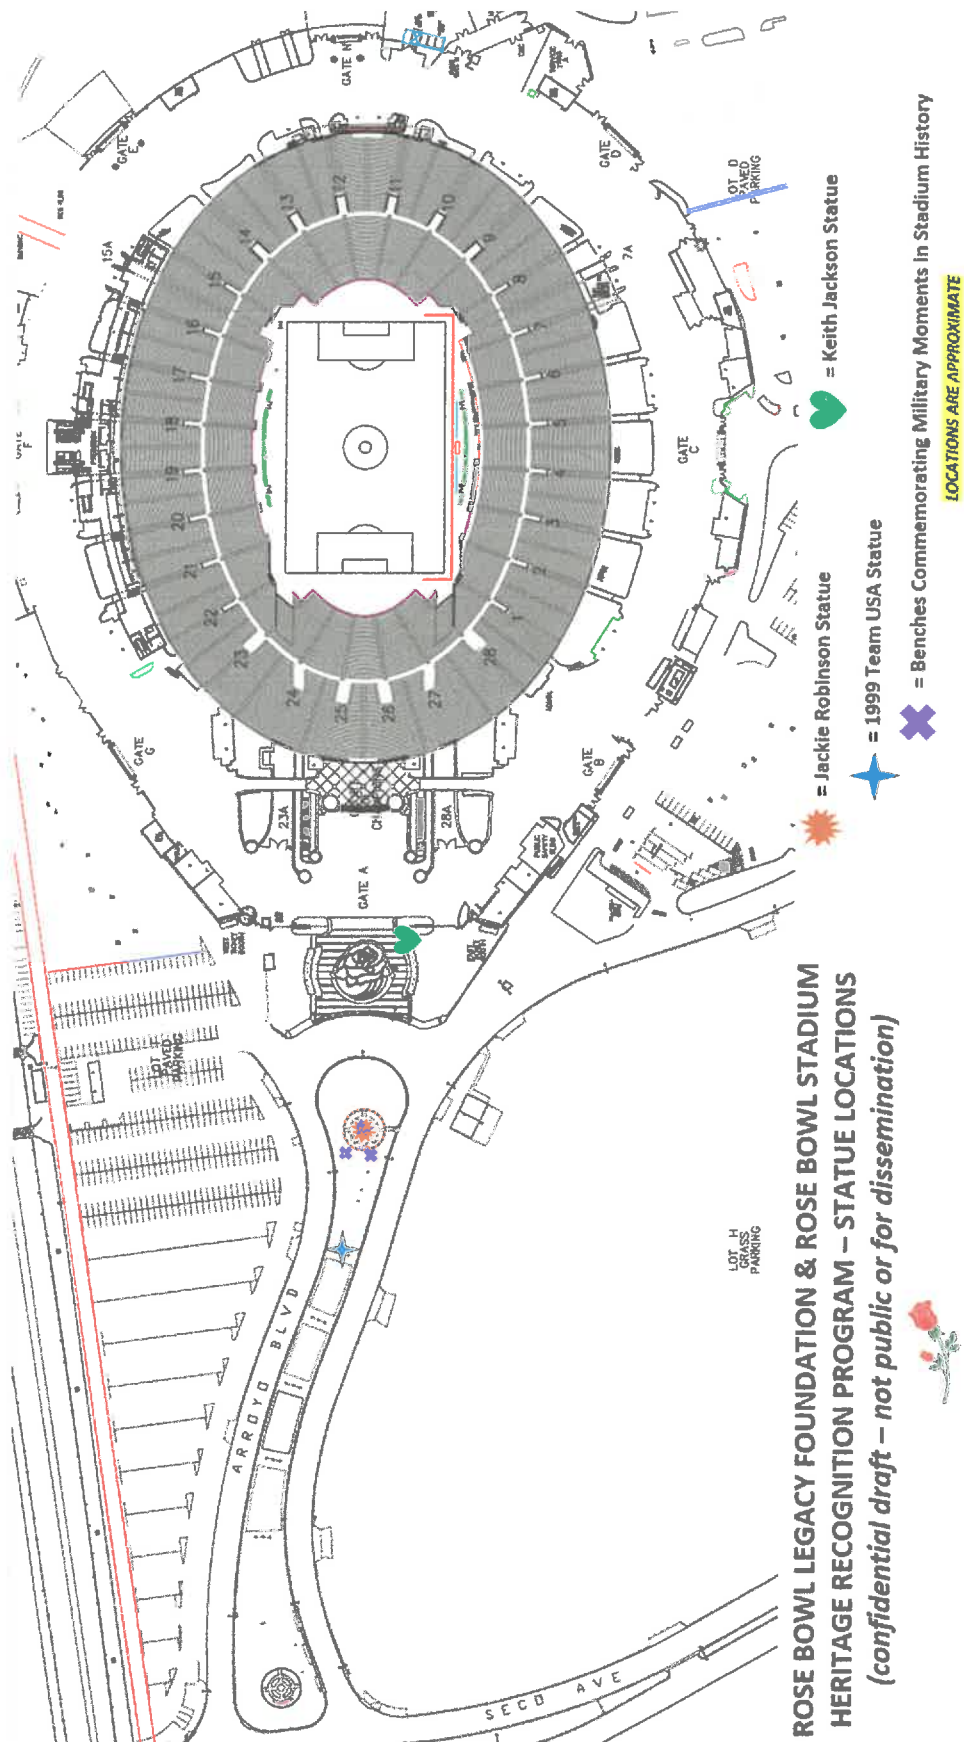 ROSE BOWL LEGACY FOUNDATION & ROSE BOWL STADIUM
HERITAGE RECOGNITION PROGRAM – STATUE LOCATIONS
(confidential draft – not public or for dissemination)
= Jackie Robinson Statue
= Keith Jackson Statue
= 1999 Team USA Statue
= Benches Commemorating Military Moments In Stadium History
LOCATIONS ARE APPROXIMATE
ARROYO BLVD
SECO AVE
LOT H
GRASS
PARKING
PAVED
PARKING
OT D
PAVED
PARKING
GATE A
GATE
B
GATE
C
GATE
D
GATE
E
F
GATE
G
GATE N
PUBLIC
SAFETY
23A
28A
15A
7A
1
2
3
4
5
6
7
8
9
10
11
12
13
14
15
16
17
18
19
20
21
22
23
24
25
26
27
28